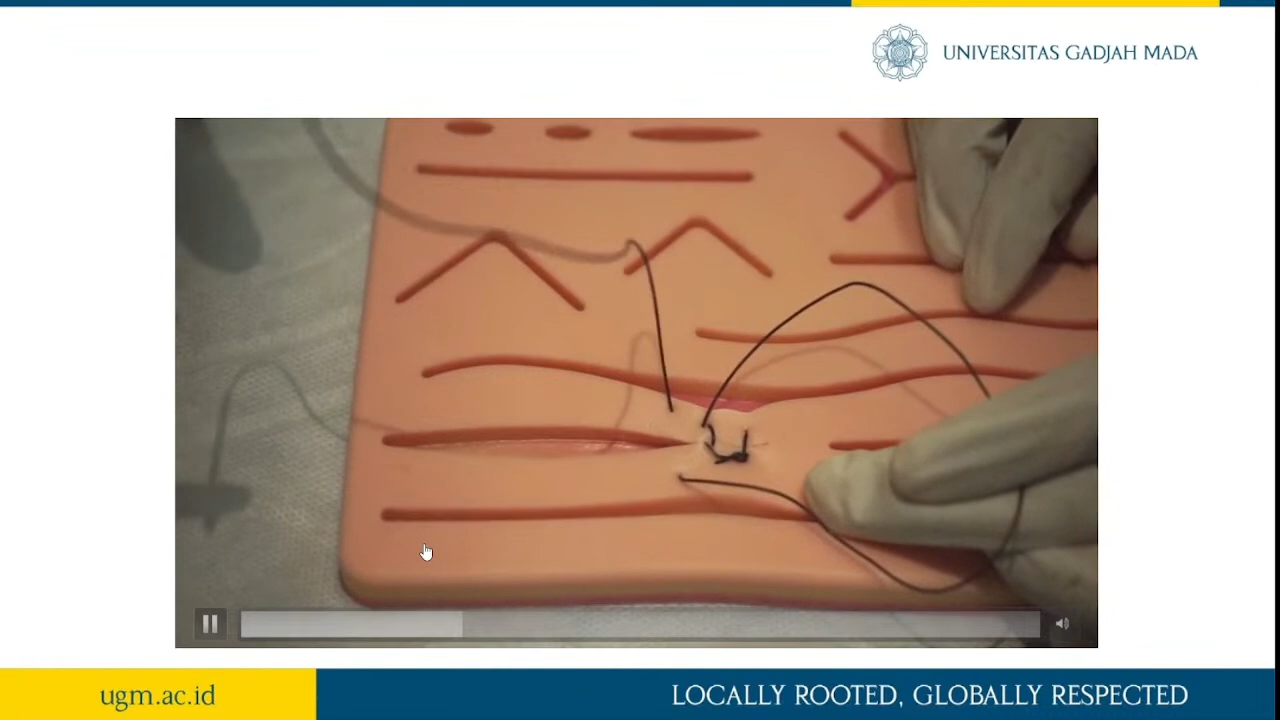 UNIVERSITAS GADJAH MADA
ugm.ac.id
LOCALLY ROOTED, GLOBALLY RESPECTED